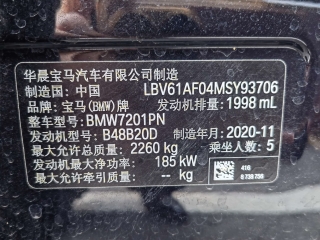 华晨宝马汽车有限公司制造
制造国：中国 LBV61AF04MSY93706
品牌：宝马(BMW)牌 发动机排量：1998 mL
整车型号：BMW7201PN
发动机型号：B48B20D 制造年月：2020-11
最大允许总质量：2260 kg 乘坐人数：5
发动机最大净功率：185 kW
最大允许牵引质量：-- kg
416